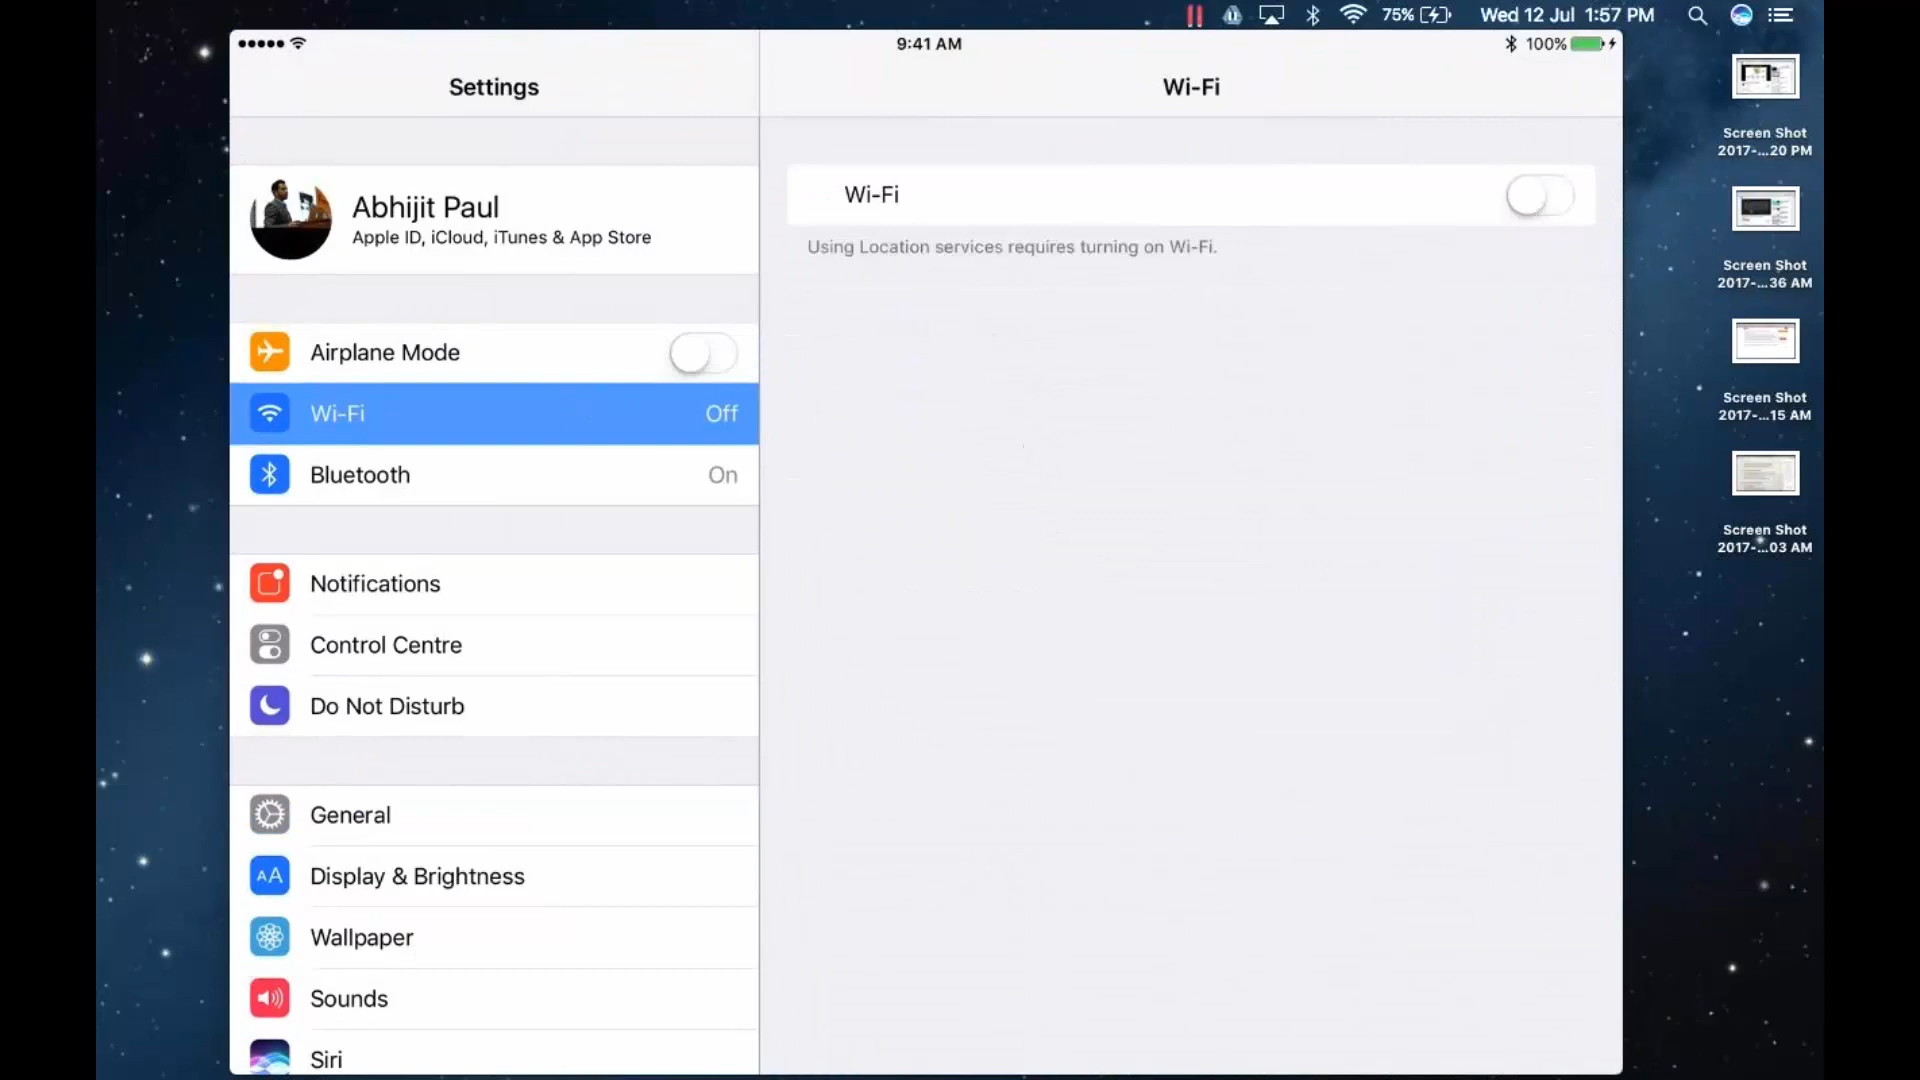 75% Wed 12 Jul 1:57 PM
9:41 AM
100%
Settings
Wi-Fi
Abhijit Paul
Apple ID, iCloud, iTunes & App Store
Airplane Mode
Wi-Fi Off
Bluetooth On
Notifications
Control Centre
Do Not Disturb
General
AA Display & Brightness
Wallpaper
Sounds
Siri
Wi-Fi
Using Location services requires turning on Wi-Fi.
Screen Shot
2017-...20 PM
Screen Shot
2017-...36 AM
Screen Shot
2017-...15 AM
Screen Shot
2017-...03 AM